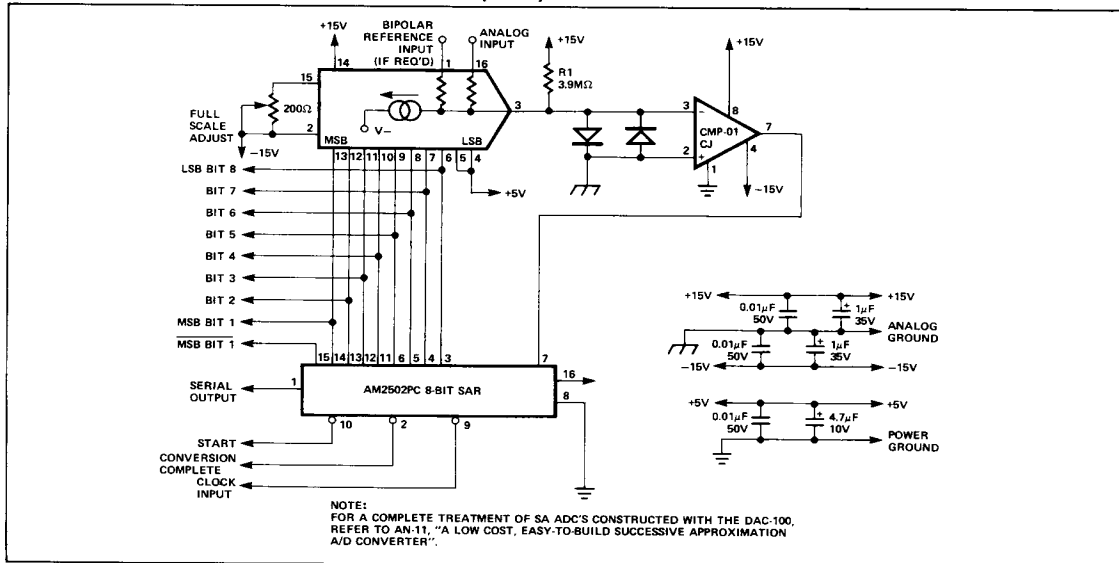 +15V
BIPOLAR
REFERENCE
INPUT
(IF REQ'D)
ANALOG
INPUT
+15V
+15V
14
1
16
R1
3.9MΩ
15
200Ω
FULL
SCALE
ADJUST
2
-15V
V-
MSB
LSB
3
3
-
8
CMP-01
CJ
7
2
+
1
4
-15V
13 12 11 10 9 8 7 6 5 4
+5V
LSB BIT 8
BIT 7
BIT 6
BIT 5
BIT 4
BIT 3
BIT 2
MSB BIT 1
MSB BIT 1
15 14 13 12 11 6 5 4 3
7
SERIAL
OUTPUT
1
AM2502PC 8-BIT SAR
16
8
10
2
9
START
CONVERSION
COMPLETE
CLOCK
INPUT
+15V
0.01μF
50V
+
1μF
35V
+15V
ANALOG
GROUND
0.01μF
50V
+
1μF
35V
-15V
-15V
+5V
0.01μF
50V
+
4.7μF
10V
+5V
POWER
GROUND
NOTE:
FOR A COMPLETE TREATMENT OF SA ADC'S CONSTRUCTED WITH THE DAC-100,
REFER TO AN-11, "A LOW COST, EASY-TO-BUILD SUCCESSIVE APPROXIMATION
A/D CONVERTER".